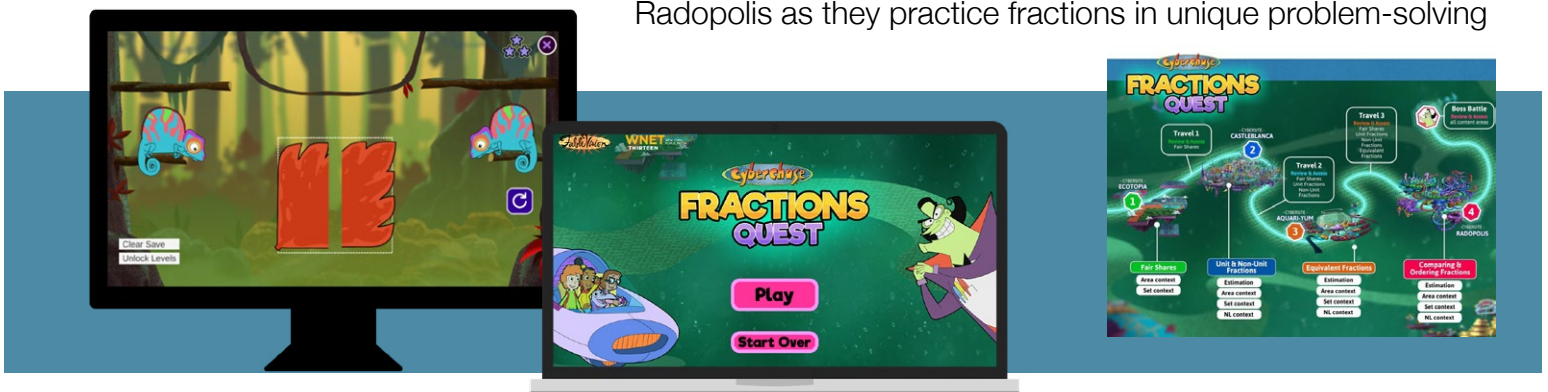 Radopolis as they practice fractions in unique problem-solving
Clear Save
Unlock Levels
WNET
THIRTEEN
Cyberchase
FRACTIONS
QUEST
Play
Start Over
Cyberchase
FRACTIONS
QUEST
Travel 1
Review & Assess
Fair Shares
- CYBERSITE -
ECOTOPIA
1
- CYBERSITE -
CASTLEBLANCA
2
Travel 2
Review & Assess
Fair Shares
Unit Fractions
Non-Unit
Fractions
- CYBERSITE -
AQUARI-YUM
3
Travel 3
Review & Assess
Fair Shares
Unit Fractions
Non-Unit
Fractions
Equivalent
Fractions
Boss Battle
Review & Assess
all content areas
4
- CYBERSITE -
RADOPOLIS
Fair Shares
Area context
Set context
Unit & Non-Unit
Fractions
Estimation
Area context
Set context
NL context
Equivalent Fractions
Estimation
Area context
Set context
NL context
Comparing &
Ordering Fractions
Estimation
Area context
Set context
NL context